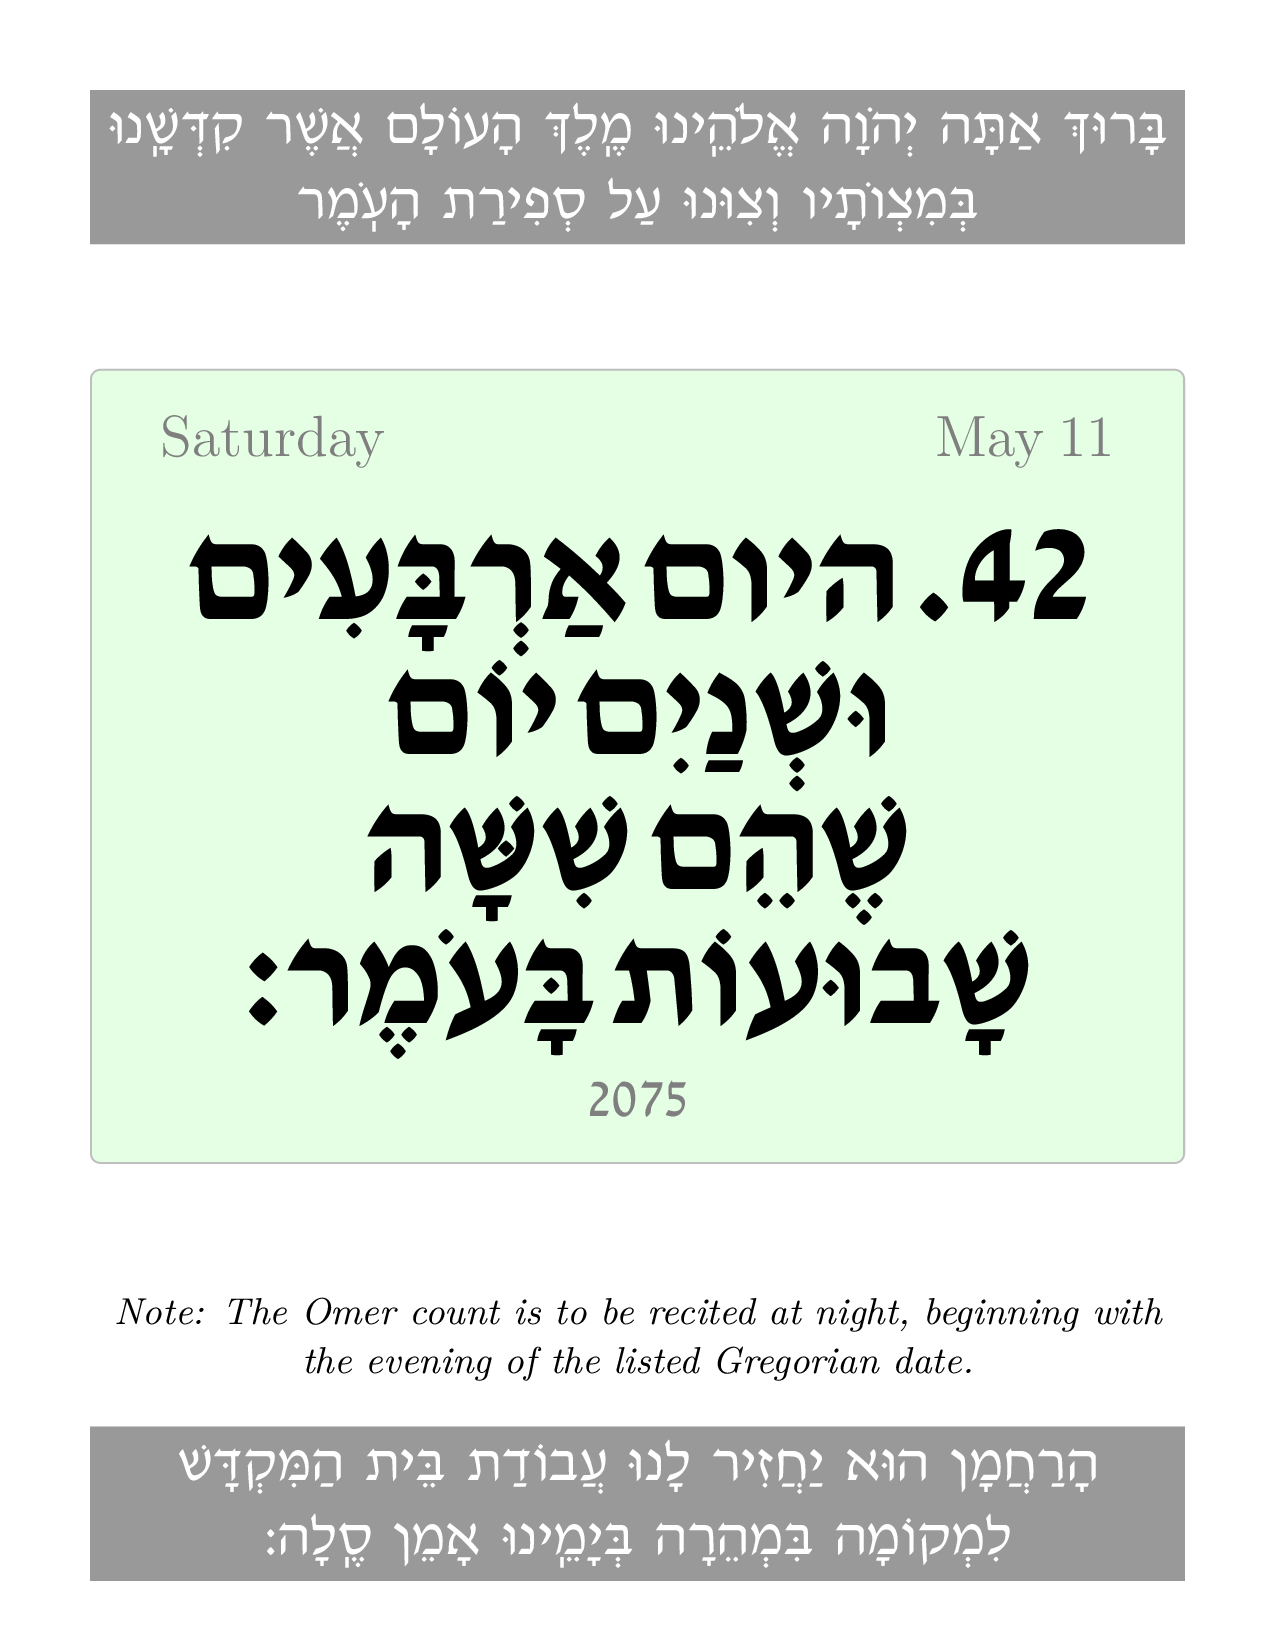 בָּרוּךְ אַתָּה יְהֹוָה אֱלֹהֵֽינוּ מֶֽלֶךְ הָעוֹלָם אֲשֶׁר קִדְּשָֽׁנוּ
בְּמִצְוֹתָיו וְצִוּנוּ עַל סְפִירַת הָעֹֽמֶר
Saturday May 11
42. היום אַרְבָּעִים
וּשְׁנַיִם יוֹם
שֶׁהֵם שִׁשָּׁה
שָׁבוּעוֹת בָּעֹמֶר:
2075
Note: The Omer count is to be recited at night, beginning with
the evening of the listed Gregorian date.
הָרַחֲמָן הוּא יַחֲזִיר לָנוּ עֲבוֹדַת בֵּית הַמִּקְדָּשׁ
לִמְקוֹמָהּ בִּמְהֵרָה בְּיָמֵֽינוּ אָמֵן סֶֽלָה: